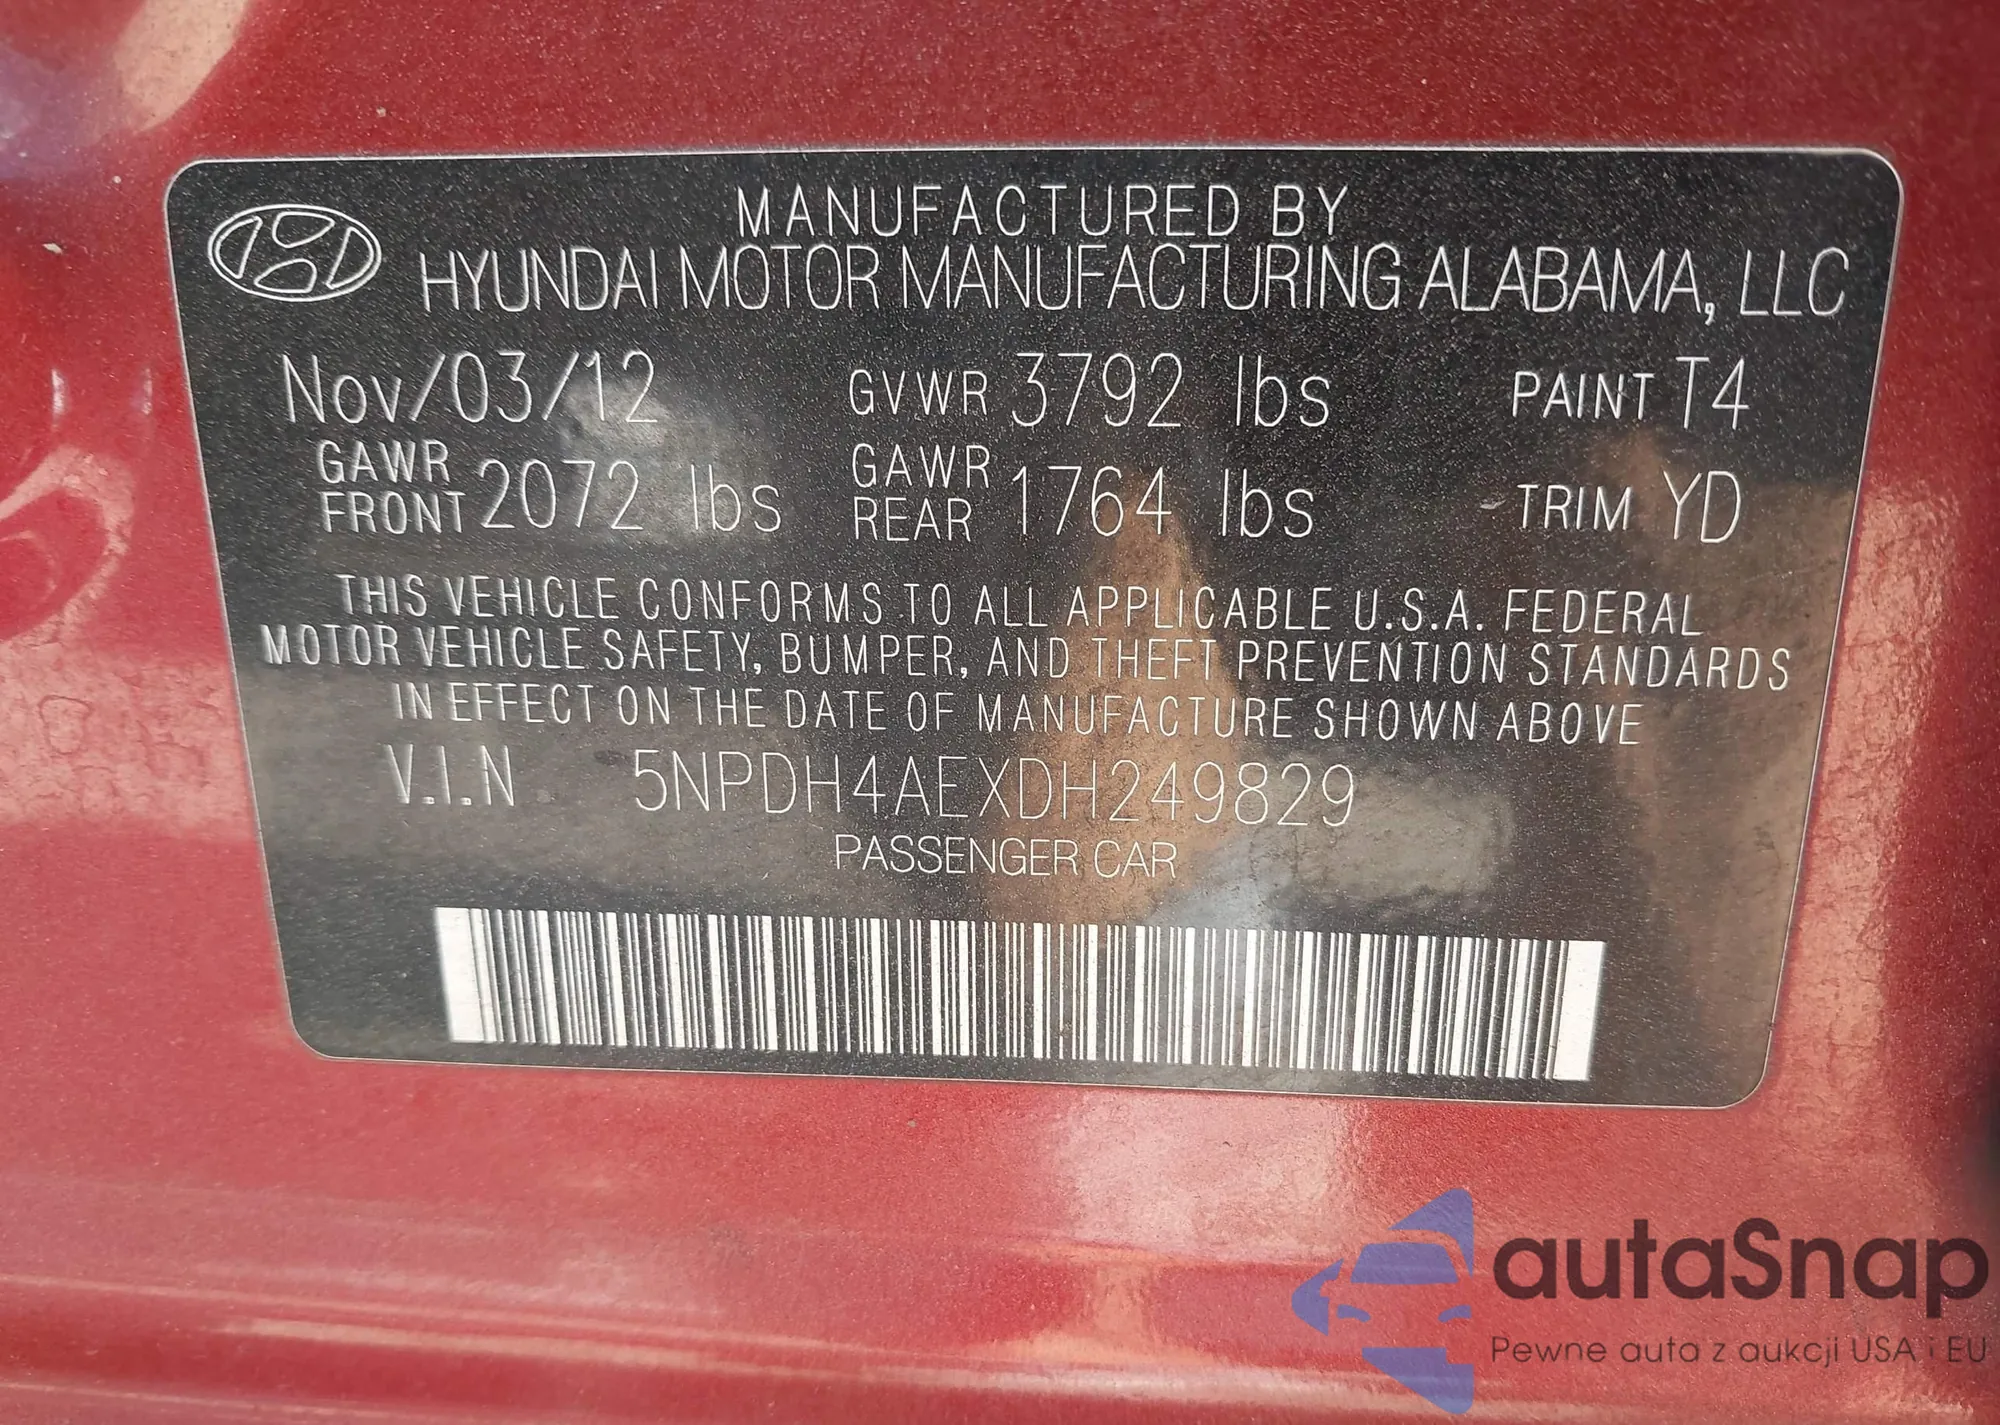 MANUFACTURED BY
HYUNDAI MOTOR MANUFACTURING ALABAMA, LLC
Nov/03/12 GVWR 3792 lbs PAINT T4
GAWR FRONT 2072 lbs GAWR REAR 1764 lbs TRIM YD
THIS VEHICLE CONFORMS TO ALL APPLICABLE U.S.A. FEDERAL
MOTOR VEHICLE SAFETY, BUMPER, AND THEFT PREVENTION STANDARDS
IN EFFECT ON THE DATE OF MANUFACTURE SHOWN ABOVE
V.I.N 5NPDH4AEXDH249829
PASSENGER CAR
autaSnap
Pewne auta z aukcji USA i EU